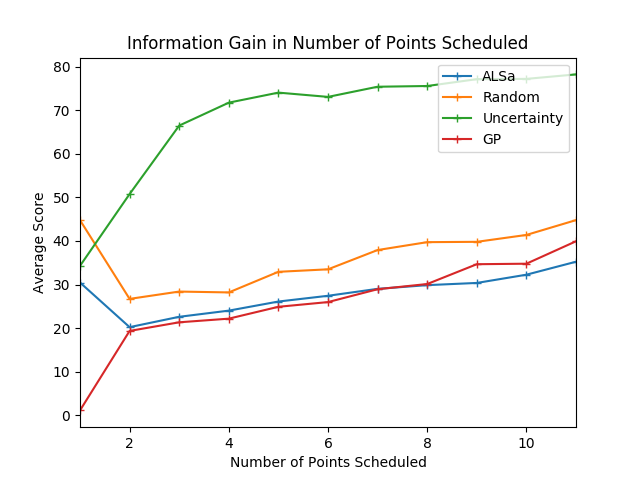 Information Gain in Number of Points Scheduled
80
70
60
50
40
30
20
10
0
Average Score
ALSa
Random
Uncertainty
GP
2
4
6
8
10
Number of Points Scheduled